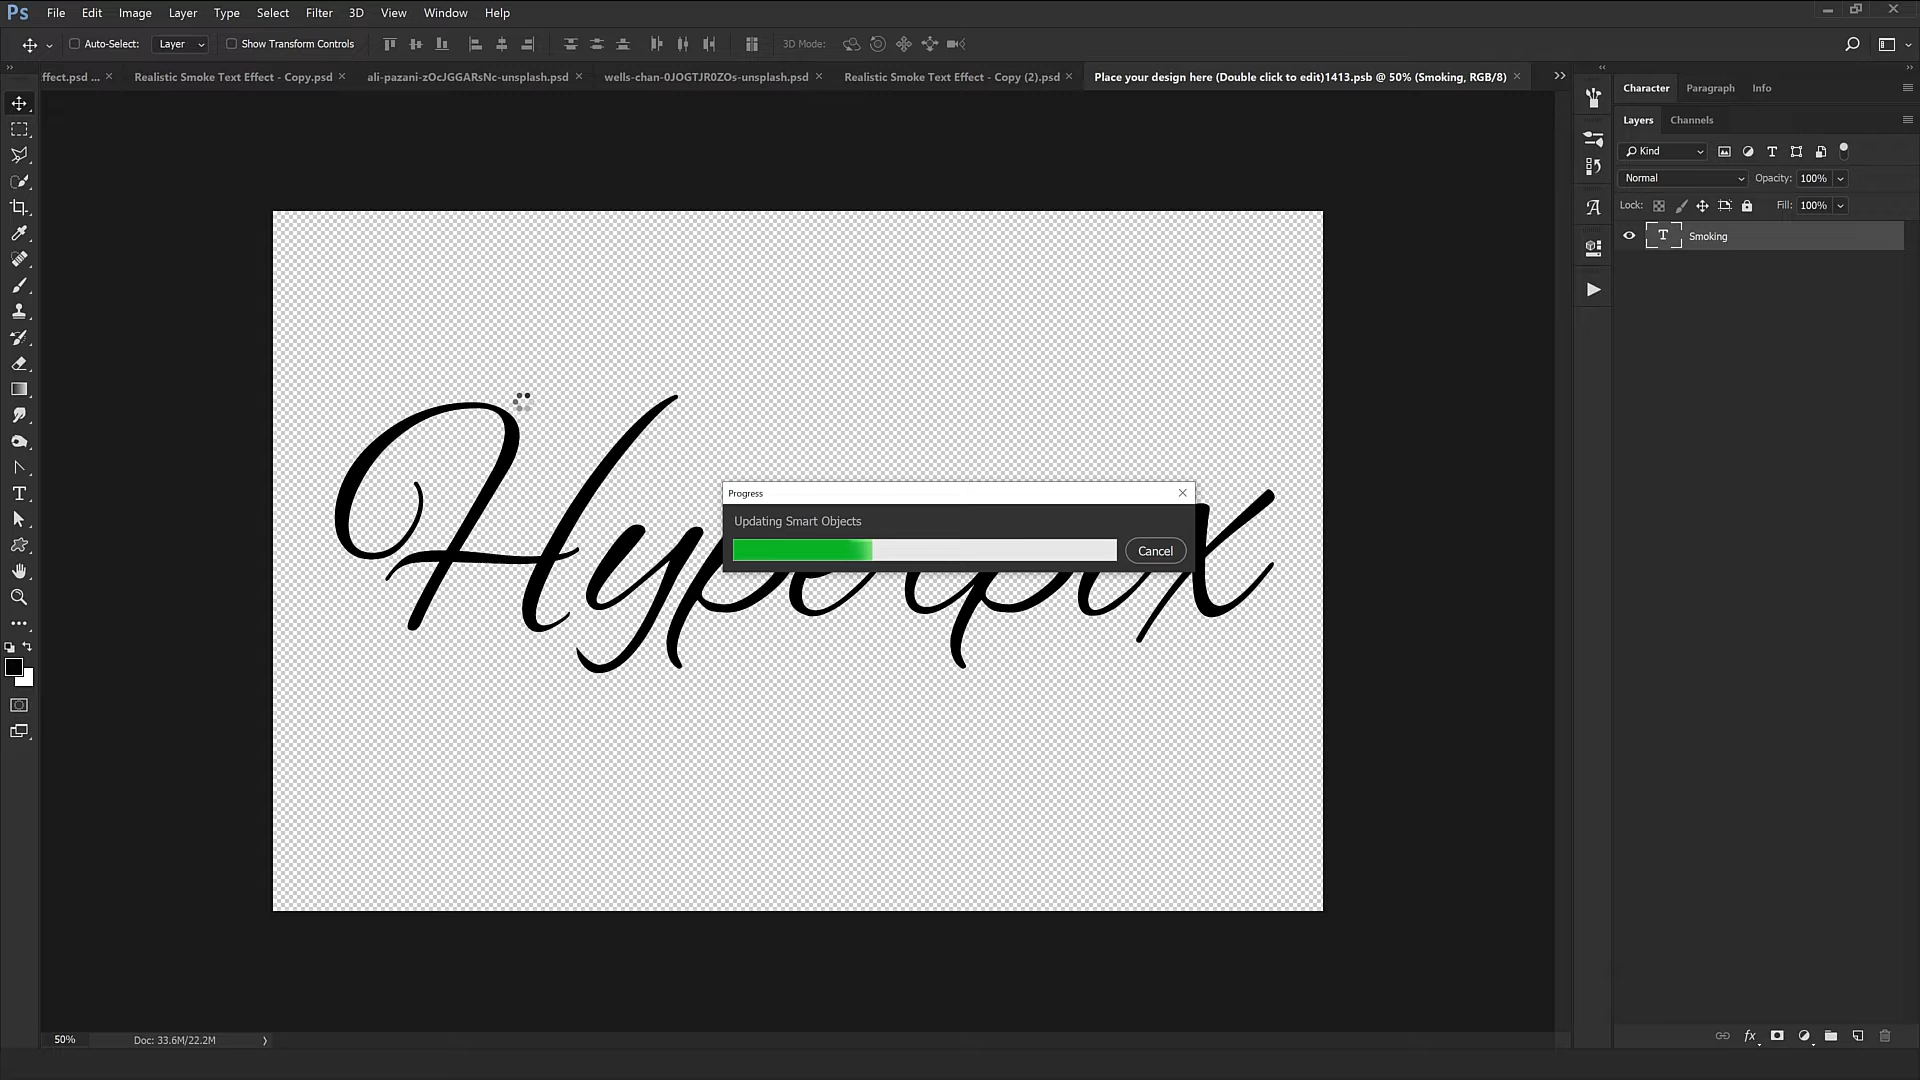 Ps File Edit Image Layer Type Select Filter 3D View Window Help
Auto-Select: Layer Show Transform Controls 3D Mode:
ffect.psd ... × Realistic Smoke Text Effect - Copy.psd × ali-pazani-zOcJGGARsNc-unsplash.psd × wells-chan-0JOGTJR0ZOs-unsplash.psd × Realistic Smoke Text Effect - Copy (2).psd × Place your design here (Double click to edit)1413.psb @ 50% (Smoking, RGB/8) ×
Character Paragraph Info
Layers Channels
Kind
Normal Opacity: 100%
Lock: Fill: 100%
T Smoking
Hyperpix
Progress
Updating Smart Objects
Cancel
50% Doc: 33.6M/22.2M
fx